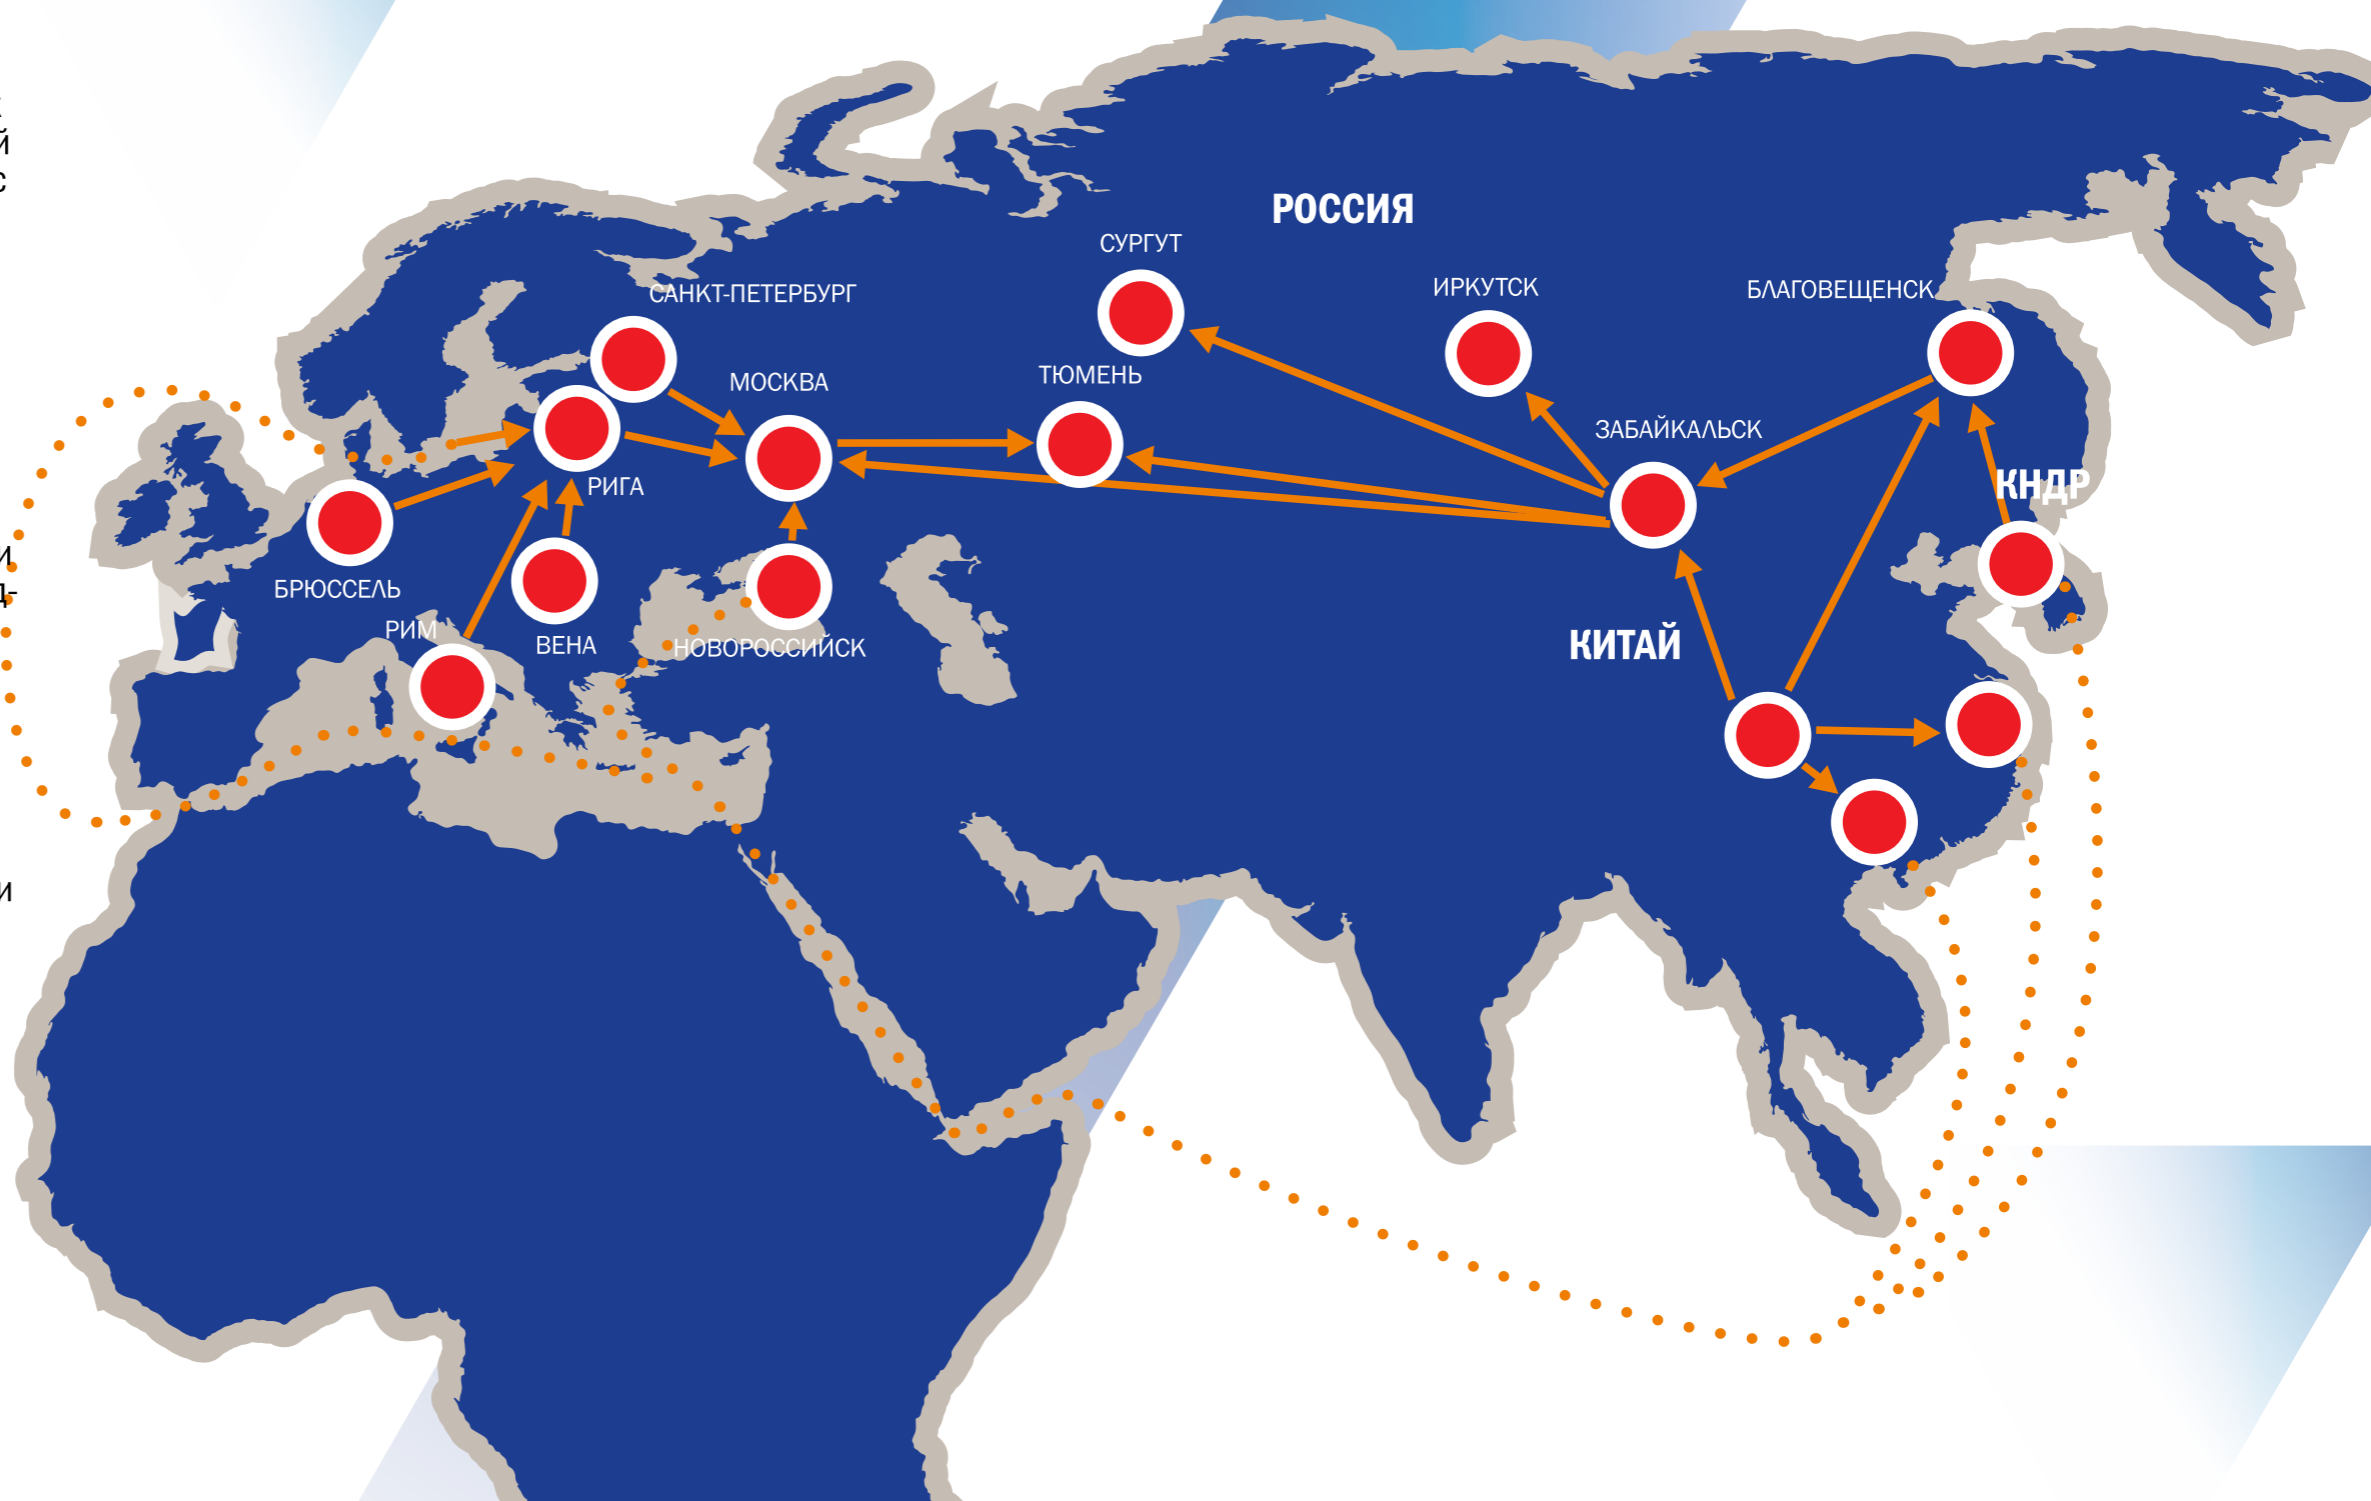 й
с
РОССИЯ
СУРГУТ
ИРКУТСК
БЛАГОВЕЩЕНСК
САНКТ-ПЕТЕРБУРГ
МОСКВА
ТЮМЕНЬ
ЗАБАЙКАЛЬСК
КНДР
РИГА
и
д-
БРЮССЕЛЬ
РИМ
ВЕНА
НОВОРОССИЙСК
КИТАЙ
и